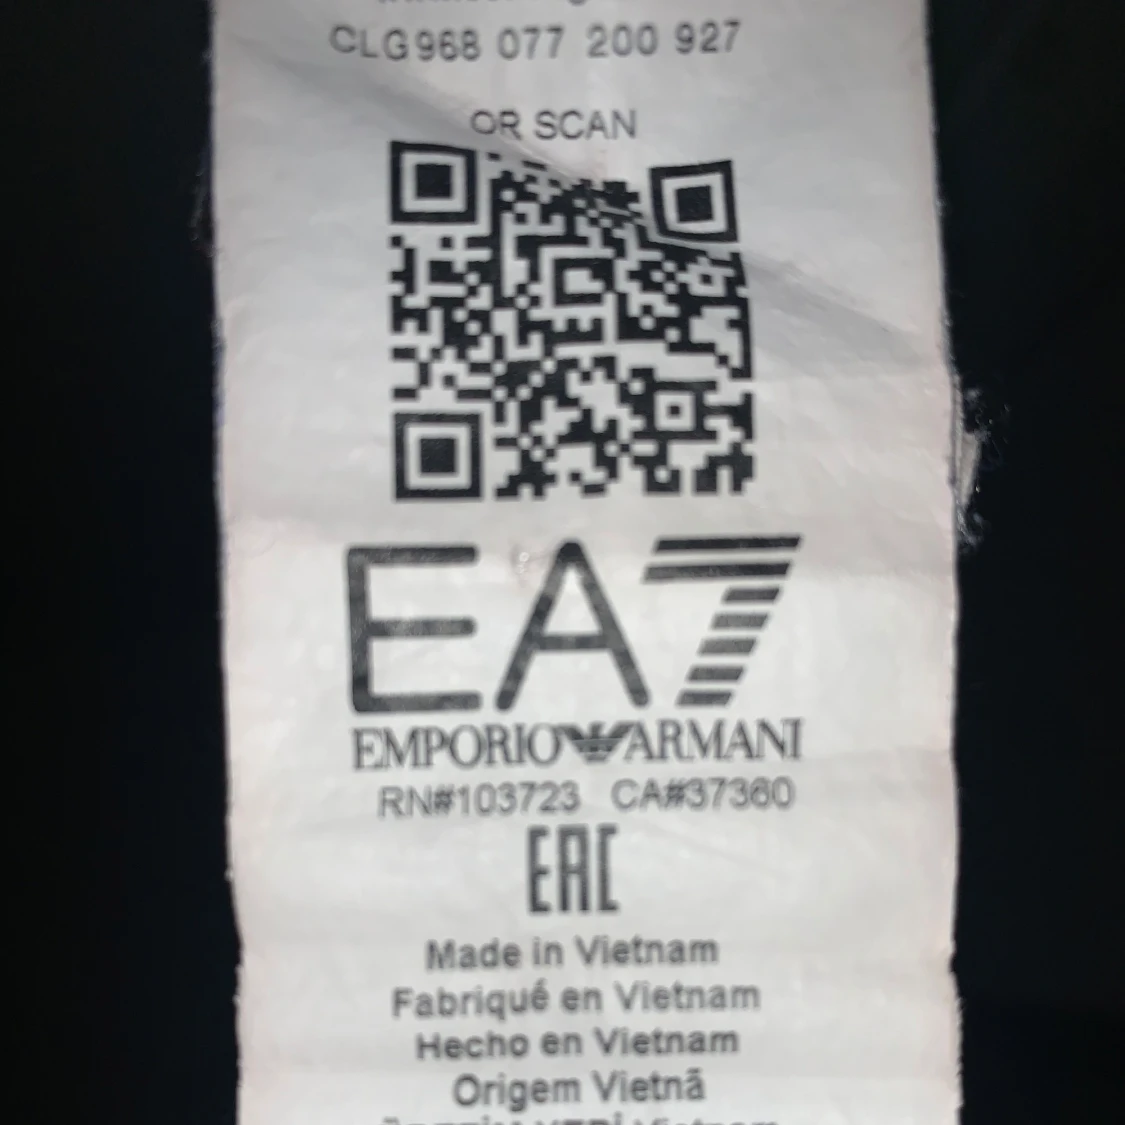 CLG968 077 200 927
OR SCAN
EA7
EMPORIO ARMANI
RN#103723 CA#37360
EAC
Made in Vietnam
Fabriqué en Vietnam
Hecho en Vietnam
Origem Vietnã